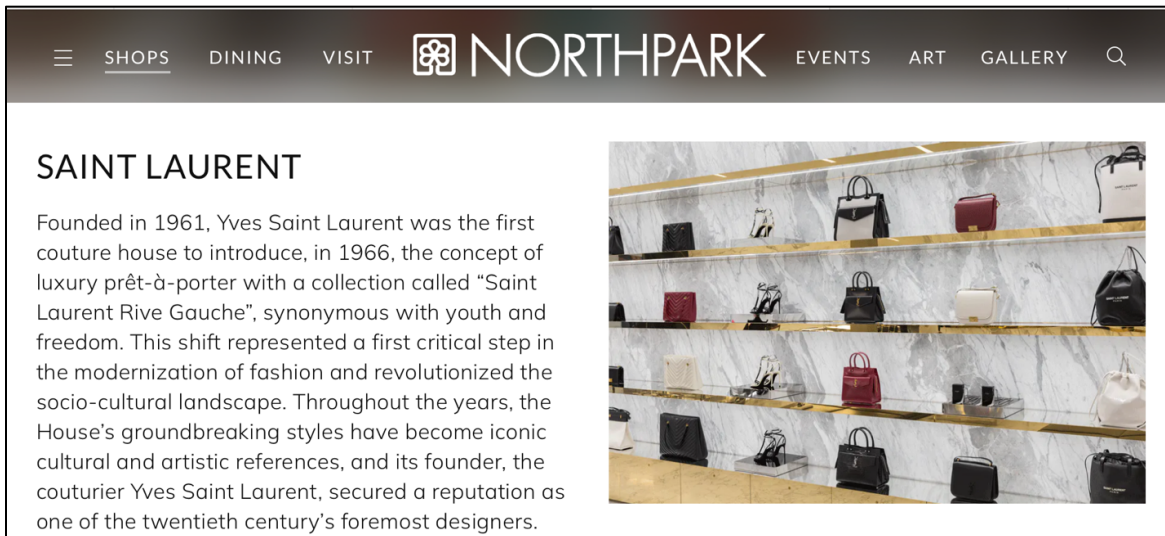 SHOPS DINING VISIT NORTHPARK EVENTS ART GALLERY
SAINT LAURENT
Founded in 1961, Yves Saint Laurent was the first
couture house to introduce, in 1966, the concept of
luxury prêt-à-porter with a collection called “Saint
Laurent Rive Gauche”, synonymous with youth and
freedom. This shift represented a first critical step in
the modernization of fashion and revolutionized the
socio-cultural landscape. Throughout the years, the
House’s groundbreaking styles have become iconic
cultural and artistic references, and its founder, the
couturier Yves Saint Laurent, secured a reputation as
one of the twentieth century’s foremost designers.
SAINT LAURENT
SAINT LAURENT